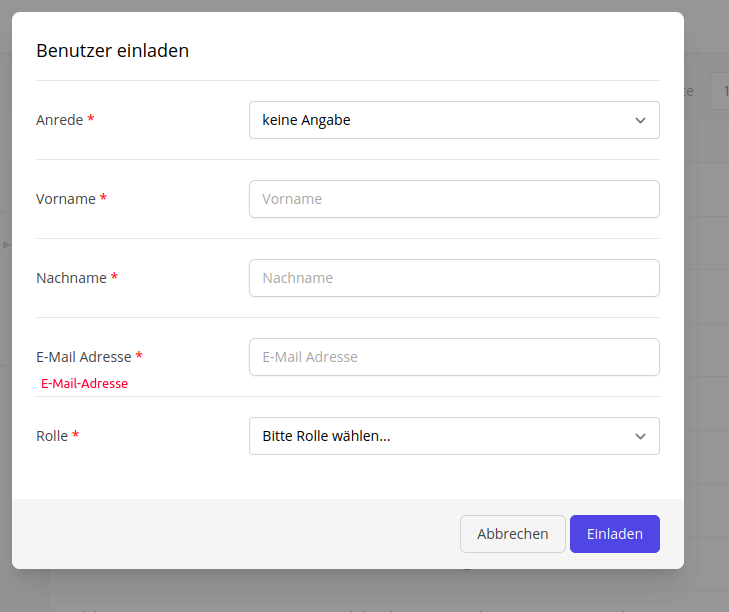 Benutzer einladen
Anrede *
keine Angabe
Vorname *
Vorname
Nachname *
Nachname
E-Mail Adresse *
E-Mail Adresse
E-Mail-Adresse
Rolle *
Bitte Rolle wählen...
Abbrechen
Einladen